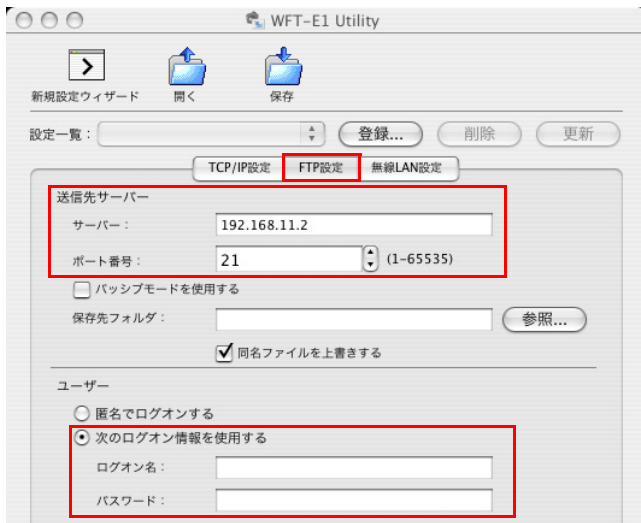 WFT-E1 Utility
新規設定ウィザード 開く 保存
設定一覧： 登録... 削除 更新
TCP/IP設定 FTP設定 無線LAN設定
送信先サーバー
サーバー： 192.168.11.2
ポート番号： 21 (1-65535)
パッシブモードを使用する
保存先フォルダ： 参照...
同名ファイルを上書きする
ユーザー
匿名でログオンする
次のログオン情報を使用する
ログオン名：
パスワード：